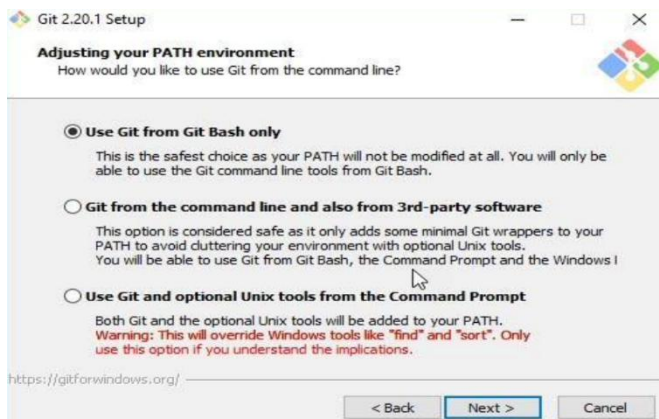 Git 2.20.1 Setup
Adjusting your PATH environment
How would you like to use Git from the command line?
Use Git from Git Bash only
This is the safest choice as your PATH will not be modified at all. You will only be
able to use the Git command line tools from Git Bash.
Git from the command line and also from 3rd-party software
This option is considered safe as it only adds some minimal Git wrappers to your
PATH to avoid cluttering your environment with optional Unix tools.
You will be able to use Git from Git Bash, the Command Prompt and the Windows
Use Git and optional Unix tools from the Command Prompt
Both Git and the optional Unix tools will be added to your PATH.
Warning: This will override Windows tools like "find" and "sort". Only
use this option if you understand the implications.
https://gitforwindows.org/
< Back Next > Cancel